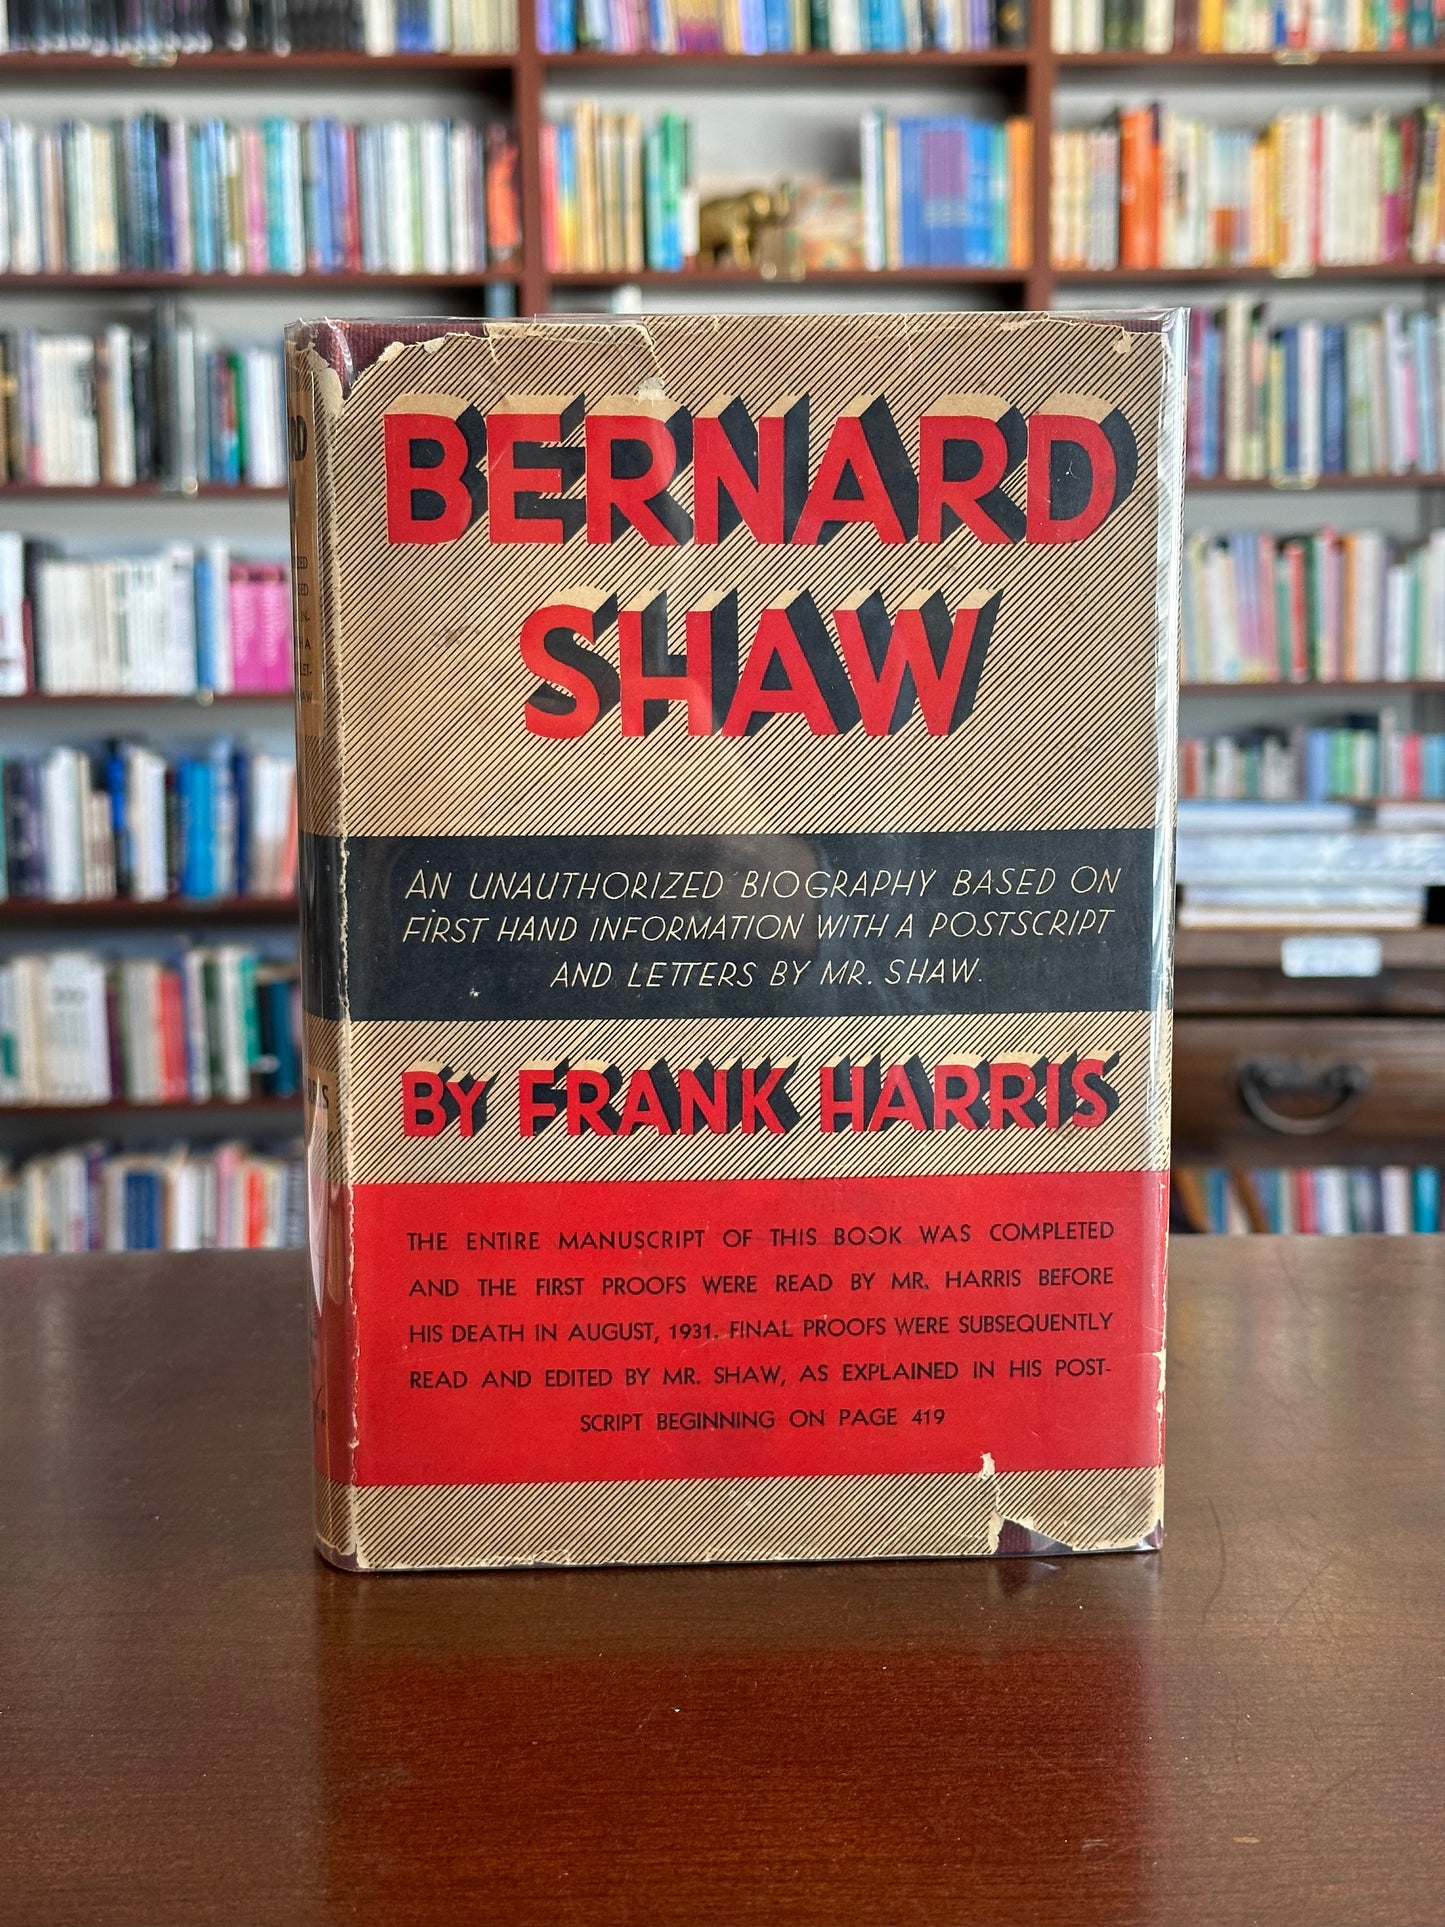 BERNARD
SHAW
AN UNAUTHORIZED BIOGRAPHY BASED ON
FIRST HAND INFORMATION WITH A POSTSCRIPT
AND LETTERS BY MR. SHAW.
BY FRANK HARRIS
THE ENTIRE MANUSCRIPT OF THIS BOOK WAS COMPLETED
AND THE FIRST PROOFS WERE READ BY MR. HARRIS BEFORE
HIS DEATH IN AUGUST, 1931. FINAL PROOFS WERE SUBSEQUENTLY
READ AND EDITED BY MR. SHAW, AS EXPLAINED IN HIS POST-
SCRIPT BEGINNING ON PAGE 419